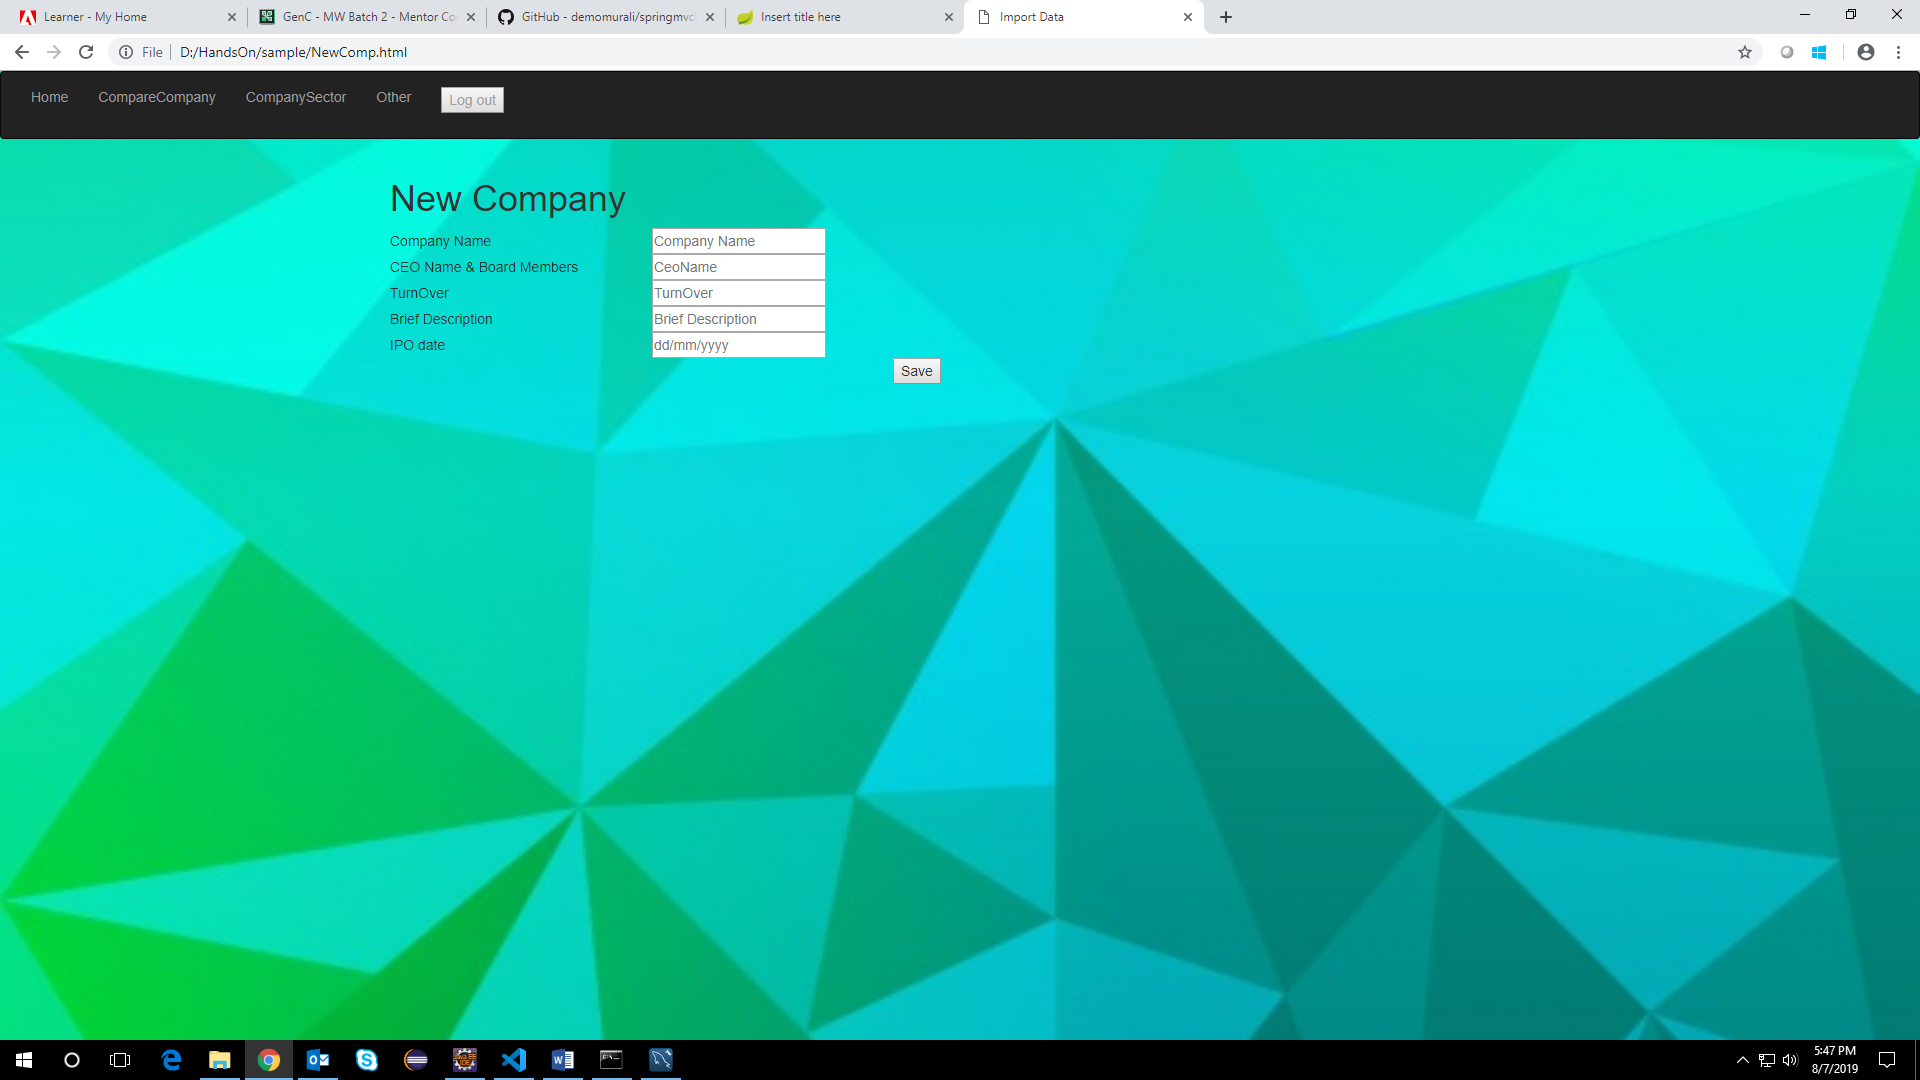 Learner - My Home
GenC - MW Batch 2 - Mentor Co
GitHub - demomurali/springmvc
Insert title here
Import Data
File
D:/HandsOn/sample/NewComp.html
Home
CompareCompany
CompanySector
Other
Log out
New Company
Company Name
Company Name
CEO Name & Board Members
CeoName
TurnOver
TurnOver
Brief Description
Brief Description
IPO date
dd/mm/yyyy
Save
5:47 PM
8/7/2019